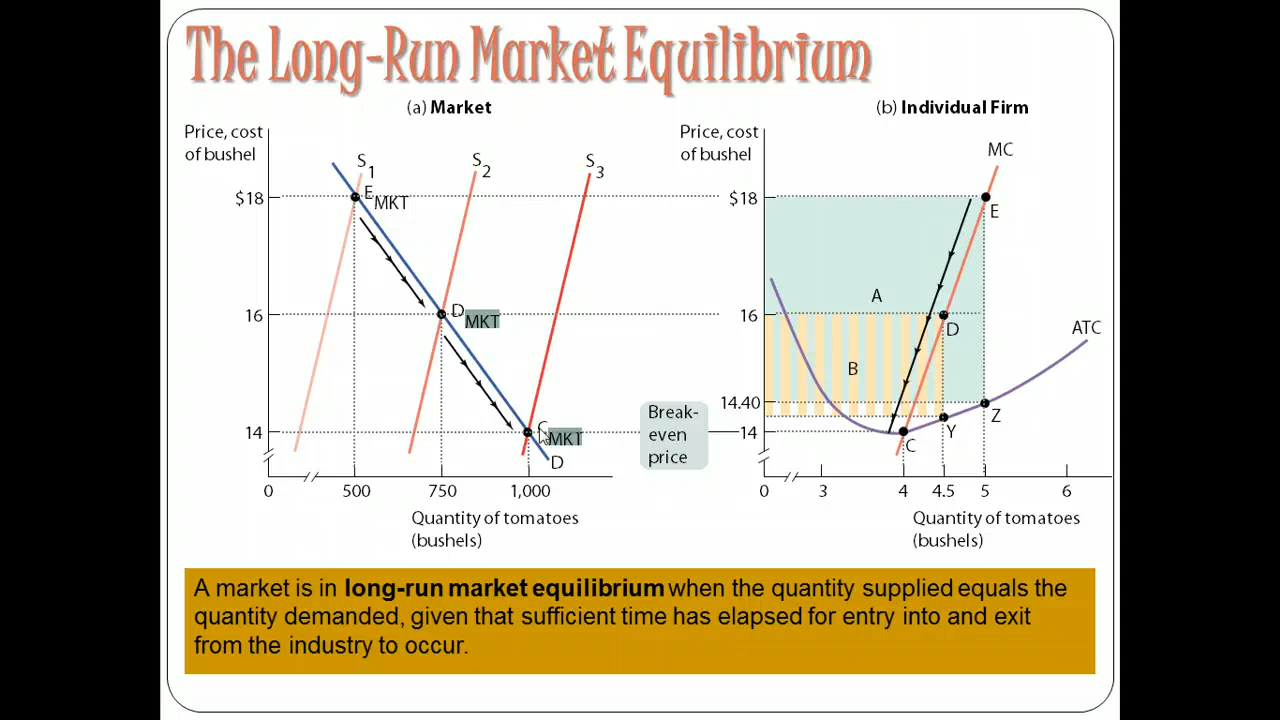 The Long-Run Market Equilibrium
(a) Market
(b) Individual Firm
Price, cost
of bushel
S1
S2
S3
$18
EMKT
16
DMKT
14
CMKT
D
0
500
750
1,000
Quantity of tomatoes
(bushels)
Break-
even
price
Price, cost
of bushel
MC
$18
E
A
16
D
ATC
B
14.40
Z
Y
14
C
0
3
4
4.5
5
6
Quantity of tomatoes
(bushels)
A market is in long-run market equilibrium when the quantity supplied equals the
quantity demanded, given that sufficient time has elapsed for entry into and exit
from the industry to occur.